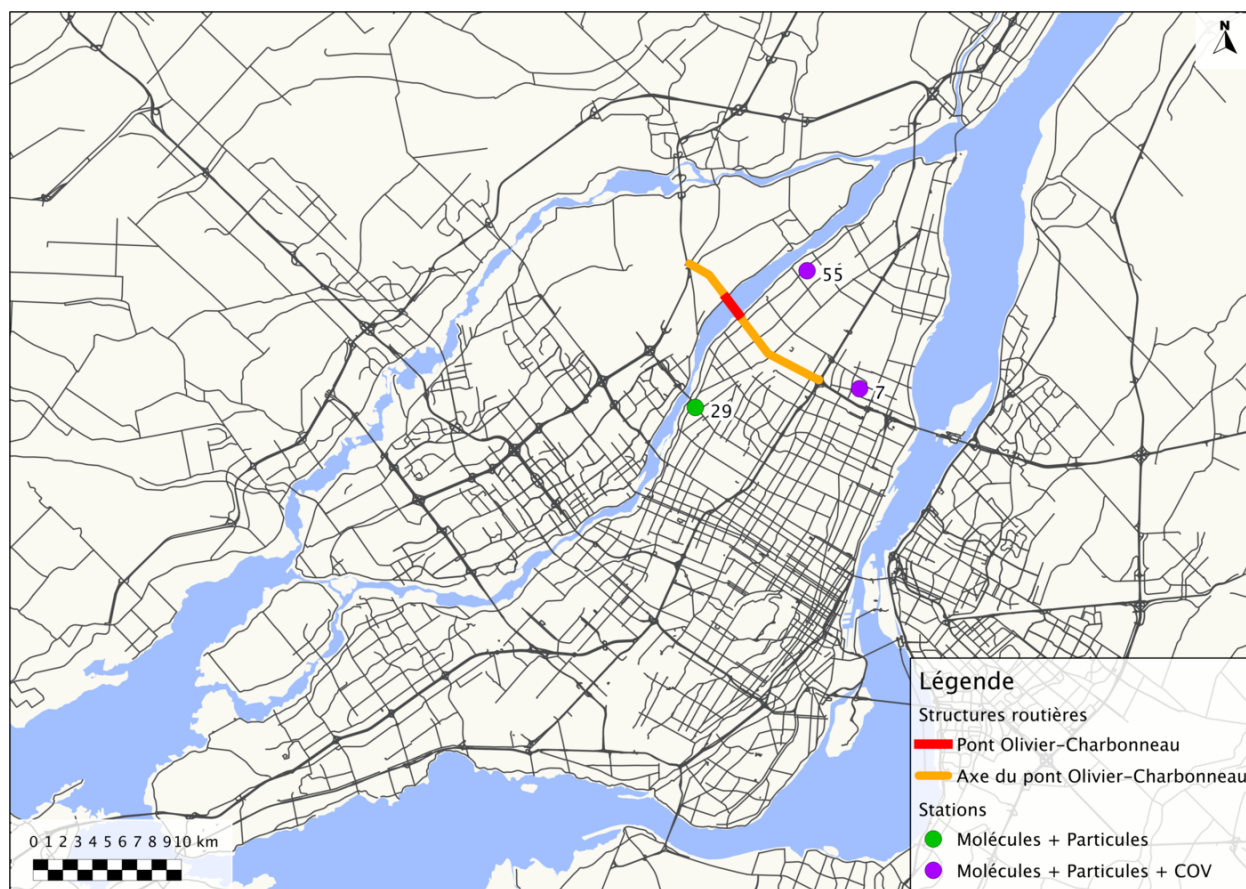 N
55
7
29
Légende
Structures routières
Pont Olivier-Charbonneau
Axe du pont Olivier-Charbonneau
Stations
Molécules + Particules
Molécules + Particules + COV
0 1 2 3 4 5 6 7 8 9 10 km